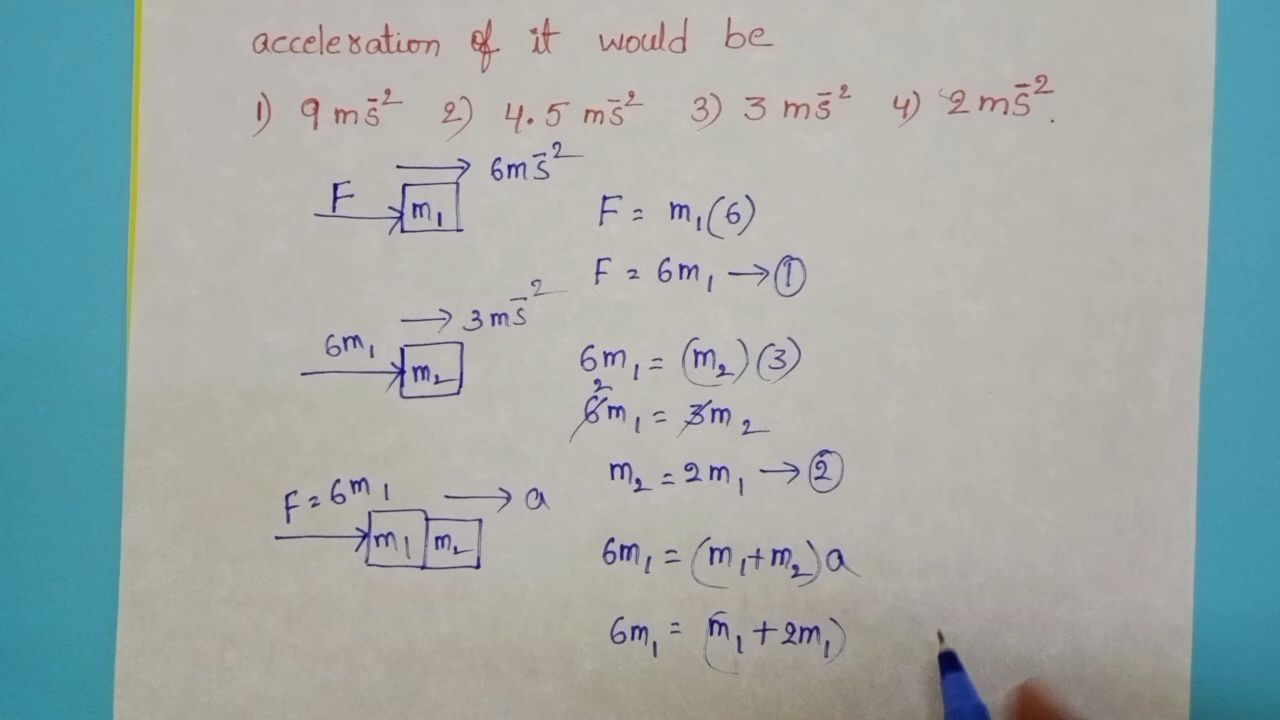 acceleration of it would be
1) 9 ms̄² 2) 4.5 ms̄² 3) 3 ms̄² 4) 2 ms̄².
6ms̄²
F
m₁
F = m₁(6)
F = 6m₁ → ①
3ms̄²
6m₁
m₂
6m₁ = (m₂)(3)
2
6m₁ = 3m₂
m₂ = 2m₁ → ②
F = 6m₁ → a
m₁ m₂
6m₁ = (m₁+m₂)a
6m₁ = (m₁+2m₁)